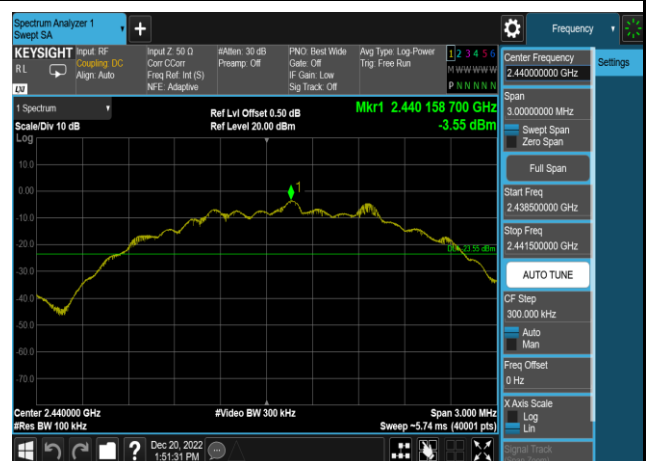 Spectrum Analyzer 1
Swept SA
+
Frequency
KEYSIGHT
RL
LXI
Input: RF
Coupling: DC
Align: Auto
Input Z: 50 Ω
Corr CCorr
Freq Ref: Int (S)
NFE: Adaptive
#Atten: 30 dB
Preamp: Off
PNO: Best Wide
Gate: Off
IF Gain: Low
Sig Track: Off
Avg Type: Log-Power
Trig: Free Run
1 2 3 4 5 6
M W W W W W
P N N N N N
1 Spectrum
Scale/Div 10 dB
Log
Ref Lvl Offset 0.50 dB
Ref Level 20.00 dBm
Mkr1 2.440 158 700 GHz
-3.55 dBm
10.0
0.00
-10.0
-20.0
-30.0
-40.0
-50.0
-60.0
-70.0
1
DL1 -23.55 dBm
Center 2.440000 GHz
#Res BW 100 kHz
#Video BW 300 kHz
Span 3.000 MHz
Sweep ~5.74 ms (40001 pts)
Dec 20, 2022
1:51:31 PM
?
Center Frequency
2.440000000 GHz
Settings
Span
3.00000000 MHz
Swept Span
Zero Span
Full Span
Start Freq
2.438500000 GHz
Stop Freq
2.441500000 GHz
AUTO TUNE
CF Step
300.000 kHz
Auto
Man
Freq Offset
0 Hz
X Axis Scale
Log
Lin
Signal Track